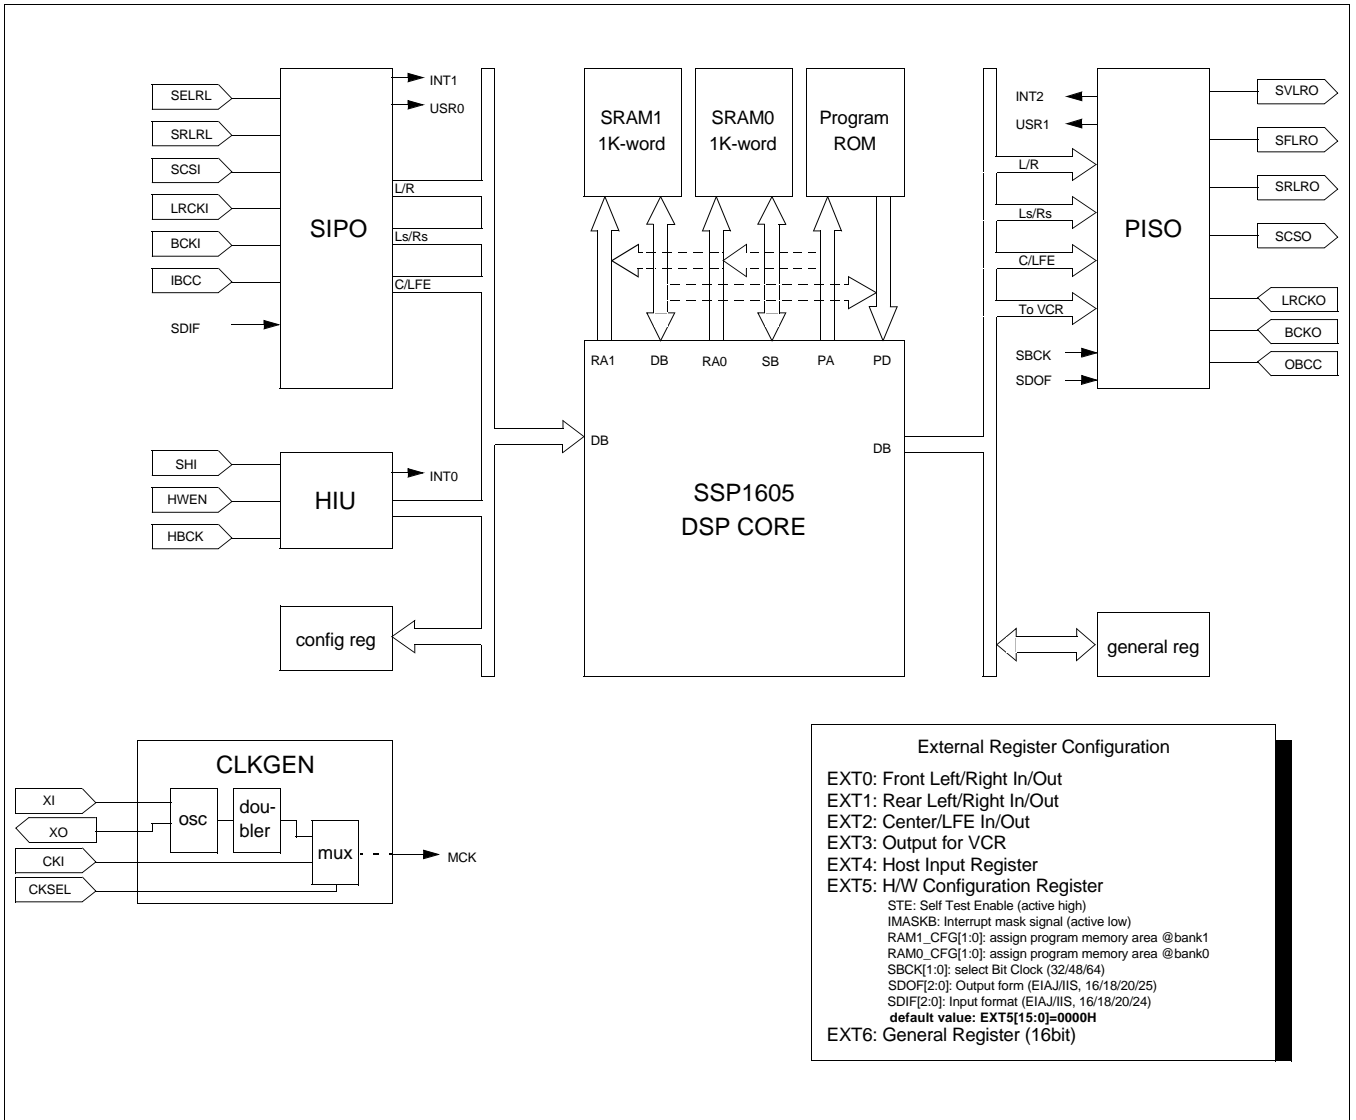 SELRL
SRLRL
SCSI
LRCKI
BCKI
IBCC
SDIF
SIPO
INT1
USR0
L/R
Ls/Rs
C/LFE
SRAM1
1K-word
SRAM0
1K-word
Program
ROM
RA1
DB
RA0
SB
PA
PD
DB
DB
SSP1605
DSP CORE
INT2
USR1
L/R
Ls/Rs
C/LFE
To VCR
SBCK
SDOF
PISO
SVLRO
SFLRO
SRLRO
SCSO
LRCKO
BCKO
OBCC
SHI
HWEN
HBCK
HIU
INT0
config reg
general reg
CLKGEN
XI
XO
CKI
CKSEL
osc
dou-
bler
mux
MCK
External Register Configuration
EXT0: Front Left/Right In/Out
EXT1: Rear Left/Right In/Out
EXT2: Center/LFE In/Out
EXT3: Output for VCR
EXT4: Host Input Register
EXT5: H/W Configuration Register
STE: Self Test Enable (active high)
IMASKB: Interrupt mask signal (active low)
RAM1_CFG[1:0]: assign program memory area @bank1
RAM0_CFG[1:0]: assign program memory area @bank0
SBCK[1:0]: select Bit Clock (32/48/64)
SDOF[2:0]: Output form (EIAJ/IIS, 16/18/20/25)
SDIF[2:0]: Input format (EIAJ/IIS, 16/18/20/24)
default value: EXT5[15:0]=0000H
EXT6: General Register (16bit)